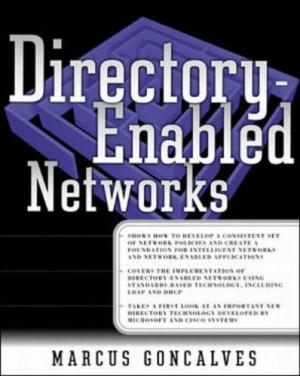 Directory-
Enabled
Networks
SHOWS HOW TO DEVELOP A CONSISTENT SET
OF NETWORK POLICIES AND CREATE A
FOUNDATION FOR INTELLIGENT NETWORKS
AND NETWORK-ENABLED APPLICATIONS
COVERS THE IMPLEMENTATION OF
DIRECTORY-ENABLED NETWORKS USING
STANDARDS-BASED TECHNOLOGY, INCLUDING
LDAP AND DHCP
TAKES A FIRST LOOK AT AN IMPORTANT NEW
DIRECTORY TECHNOLOGY DEVELOPED BY
MICROSOFT AND CISCO SYSTEMS
MARCUS GONCALVES